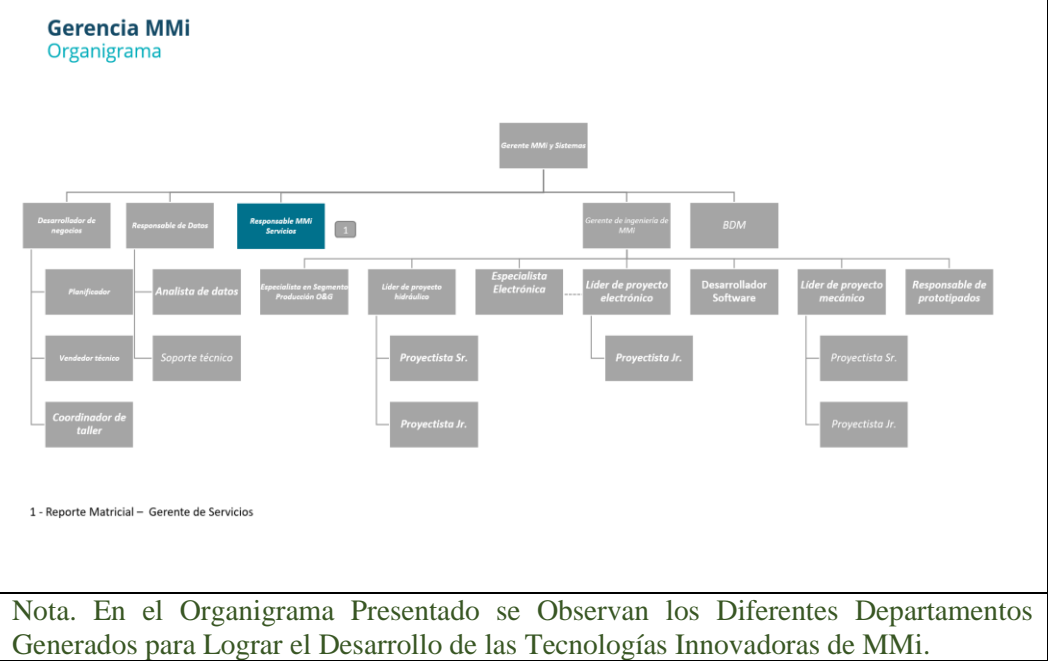 Gerencia MMi
Organigrama
Gerente MMi y Sistemas
Desarrollador de
negocios
Responsable de Datos
Responsable MMi
Servicios
1
Gerente de ingeniería de
MMi
BDM
Planificador
Analista de datos
Especialista en Segmento
Producción O&G
Líder de proyecto
hidráulico
Especialista
Electrónica
Líder de proyecto
electrónico
Desarrollador
Software
Líder de proyecto
mecánico
Responsable de
prototipados
Vendedor técnico
Soporte técnico
Proyectista Sr.
Proyectista Jr.
Proyectista Sr.
Coordinador de
taller
Proyectista Jr.
Proyectista Jr.
1 - Reporte Matricial – Gerente de Servicios
Nota. En el Organigrama Presentado se Observan los Diferentes Departamentos
Generados para Lograr el Desarrollo de las Tecnologías Innovadoras de MMi.